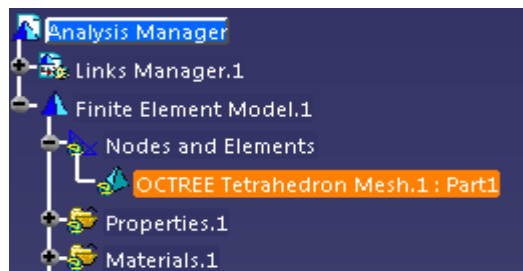 Analysis Manager
Links Manager.1
Finite Element Model.1
Nodes and Elements
OCTREE Tetrahedron Mesh.1 : Part1
Properties.1
Materials.1